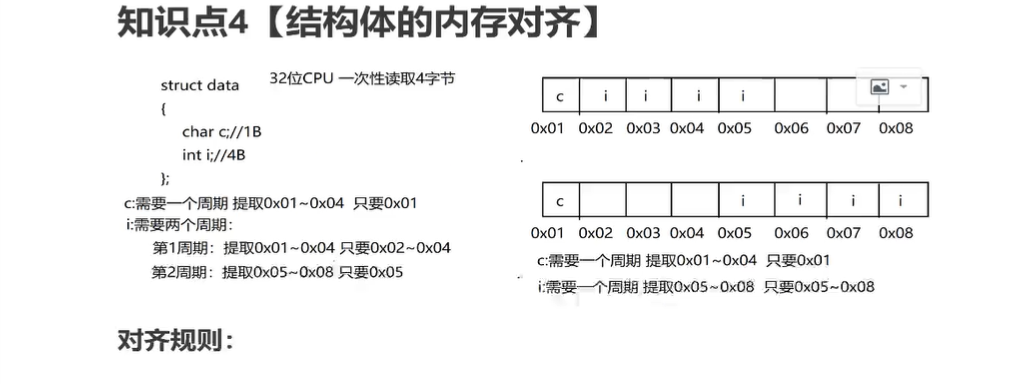 知识点4【结构体的内存对齐】
struct data
{
char c;//1B
int i;//4B
};
32位CPU 一次性读取4字节
c:需要一个周期 提取0x01~0x04 只要0x01
i:需要两个周期：
第1周期：提取0x01~0x04 只要0x02~0x04
第2周期：提取0x05~0x08 只要0x05
c i i i i
0x01 0x02 0x03 0x04 0x05 0x06 0x07 0x08
c i i i i
0x01 0x02 0x03 0x04 0x05 0x06 0x07 0x08
c:需要一个周期 提取0x01~0x04 只要0x01
i:需要一个周期 提取0x05~0x08 只要0x05~0x08
对齐规则：